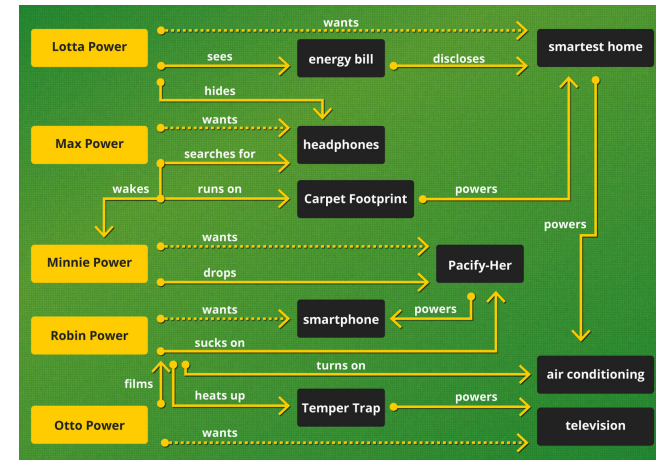 wants
Lotta Power
sees
energy bill
discloses
smartest home
hides
wants
Max Power
headphones
searches for
wakes
runs on
Carpet Footprint
powers
powers
wants
Minnie Power
Pacify-Her
drops
wants
smartphone
powers
Robin Power
sucks on
turns on
air conditioning
films
heats up
Temper Trap
powers
Otto Power
television
wants